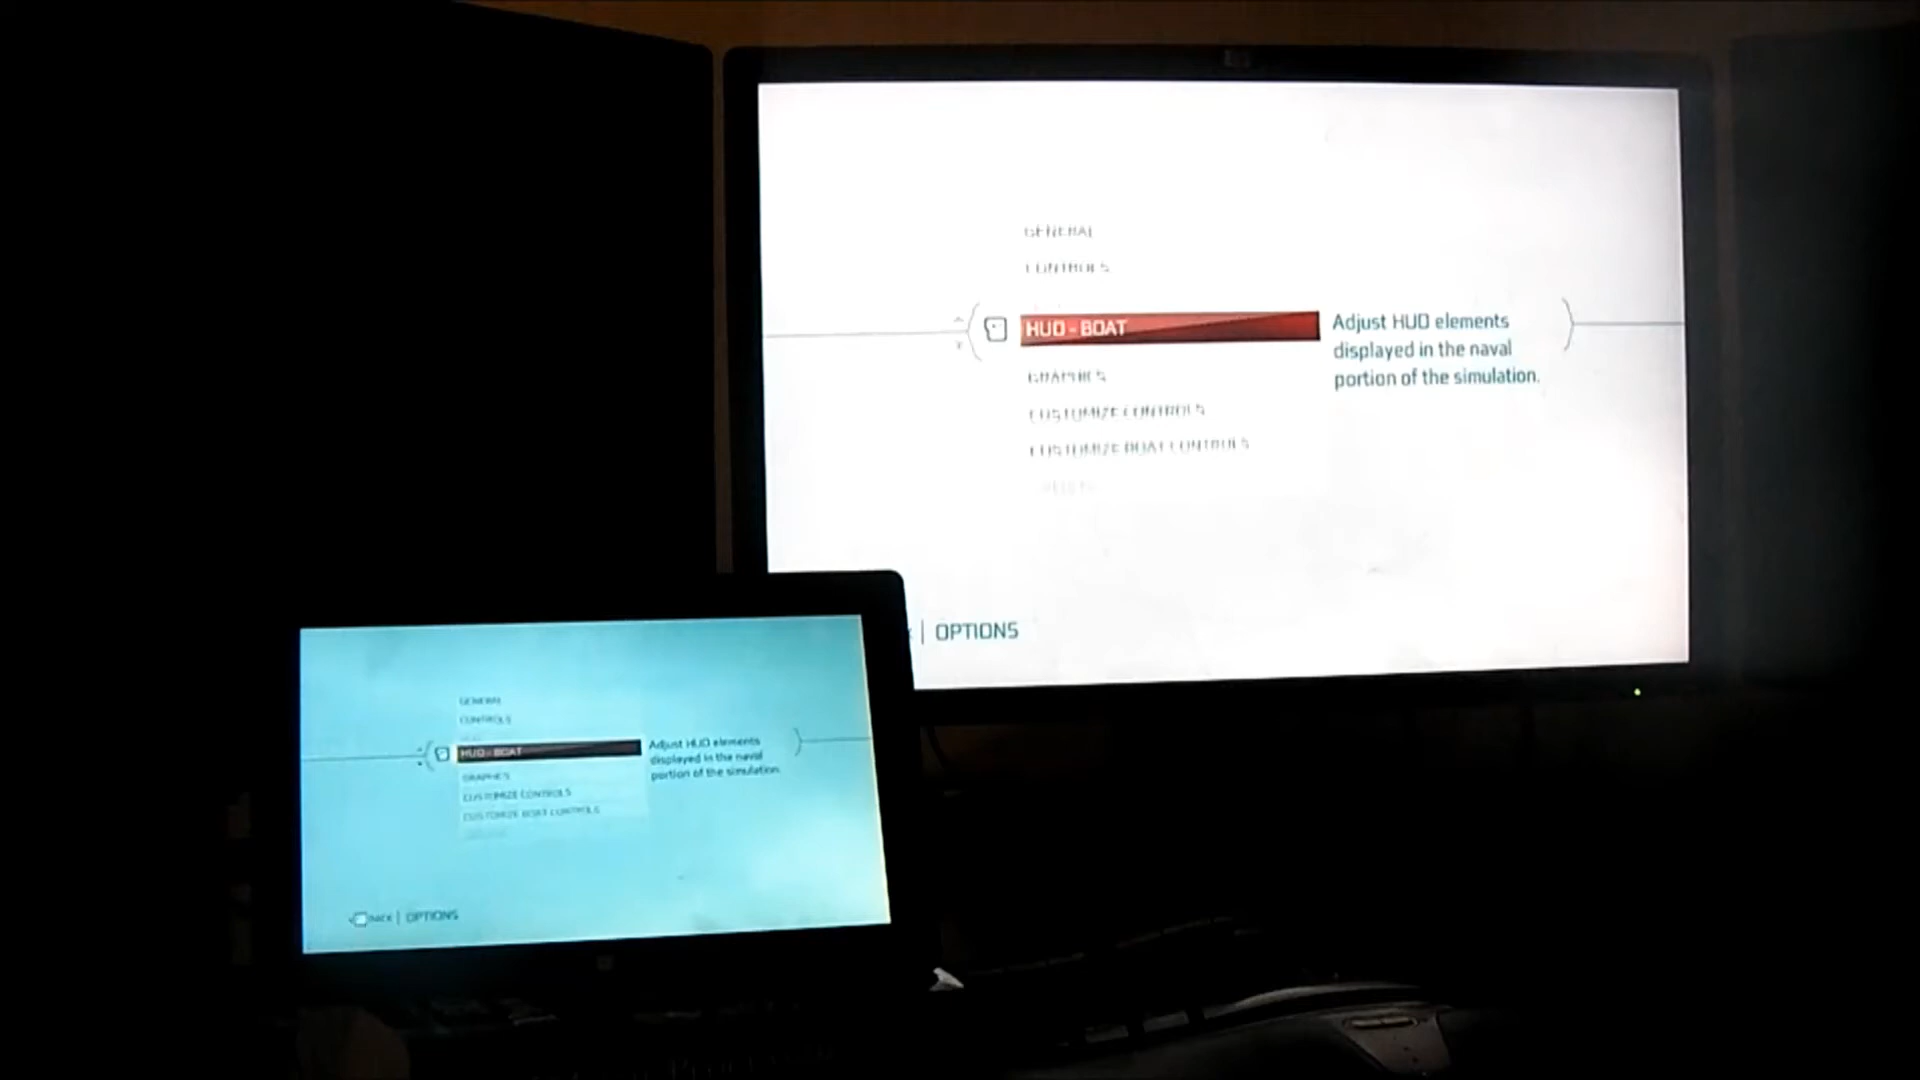 GENERAL
CONTROLS
HUD - BOAT
Adjust HUD elements
displayed in the naval
portion of the simulation.
GRAPHICS
CUSTOMIZE CONTROLS
CUSTOMIZE BOAT CONTROLS
| OPTIONS
GENERAL
CONTROLS
HUD - BOAT
Adjust HUD elements
displayed in the naval
portion of the simulation.
GRAPHICS
CUSTOMIZE CONTROLS
CUSTOMIZE BOAT CONTROLS
BACK | OPTIONS